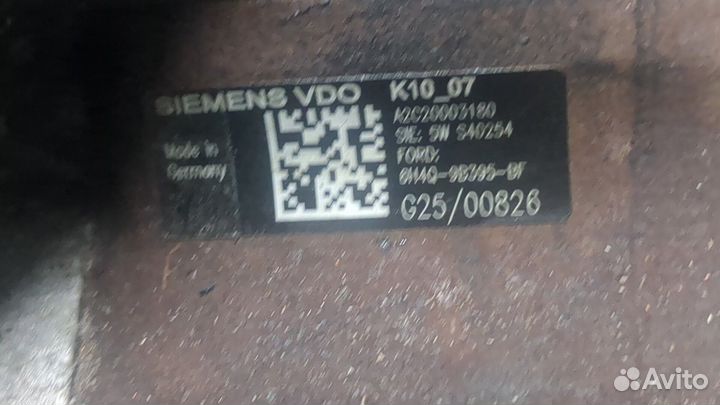 SIEMENS VDO K10_07
A2C20003180
SIE: 5W S40254
Made in
Germany
FORD:
6H4Q-9B395-BF
G25/00826
Avito